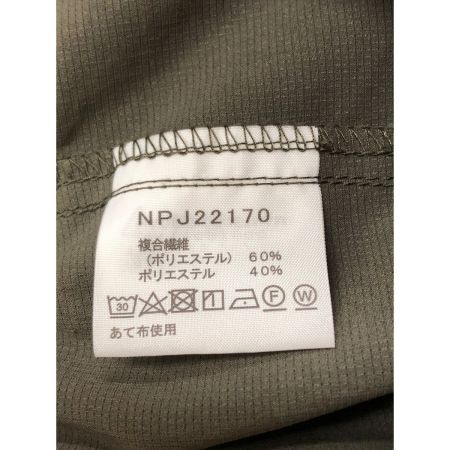 NPJ22170
複合繊維
(ポリエステル) 60%
ポリエステル 40%
30 F W
あて布使用